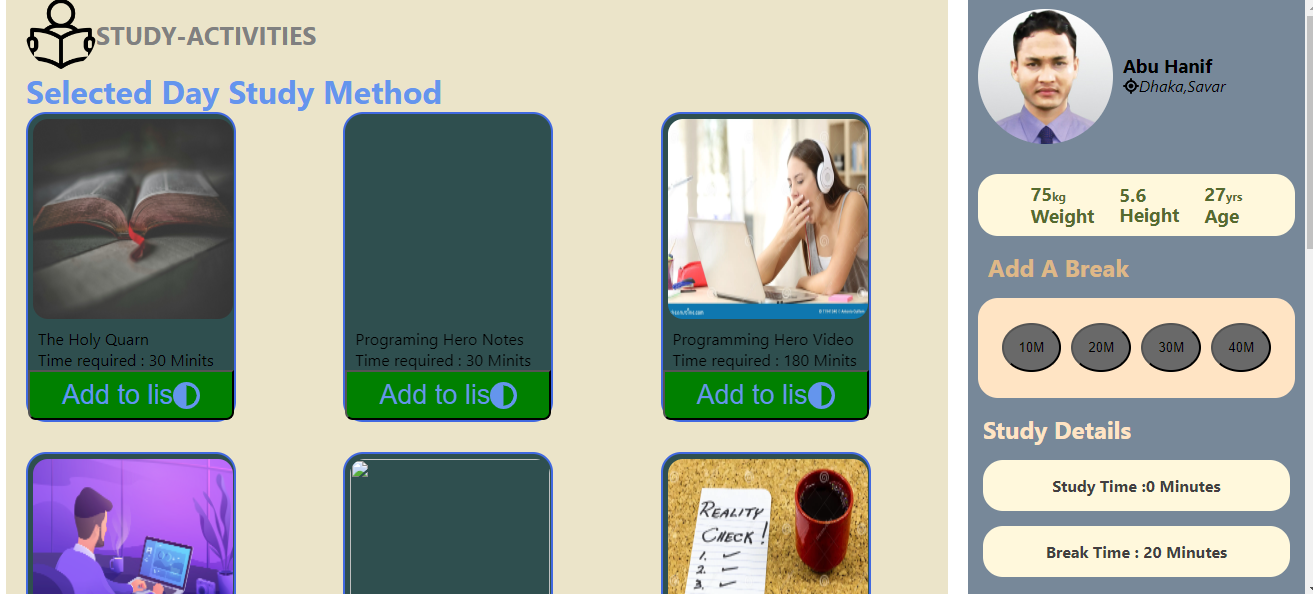 STUDY-ACTIVITIES
Selected Day Study Method
The Holy Quarn
Time required : 30 Minits
Add to lis
Programing Hero Notes
Time required : 30 Minits
Add to lis
Programming Hero Video
Time required : 180 Minits
Add to lis
REALITY
CHECK!
1.
2.
3.
Abu Hanif
Dhaka,Savar
75kg
Weight
5.6
Height
27yrs
Age
Add A Break
10M
20M
30M
40M
Study Details
Study Time :0 Minutes
Break Time : 20 Minutes